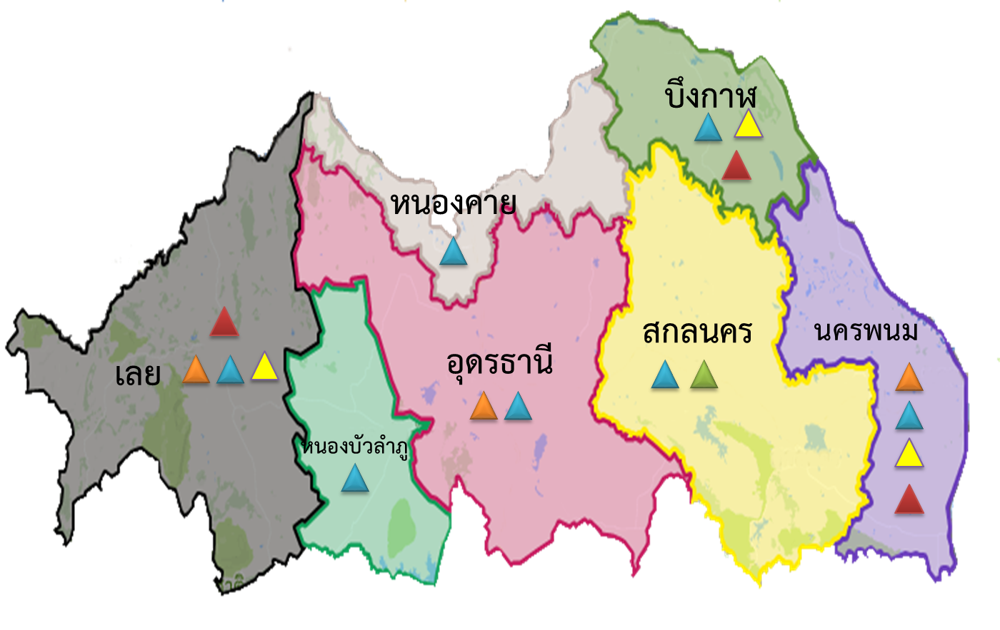 บึงกาฬ
หนองคาย
สกลนคร
นครพนม
อุดรธานี
เลย
หนองบัวลำภู